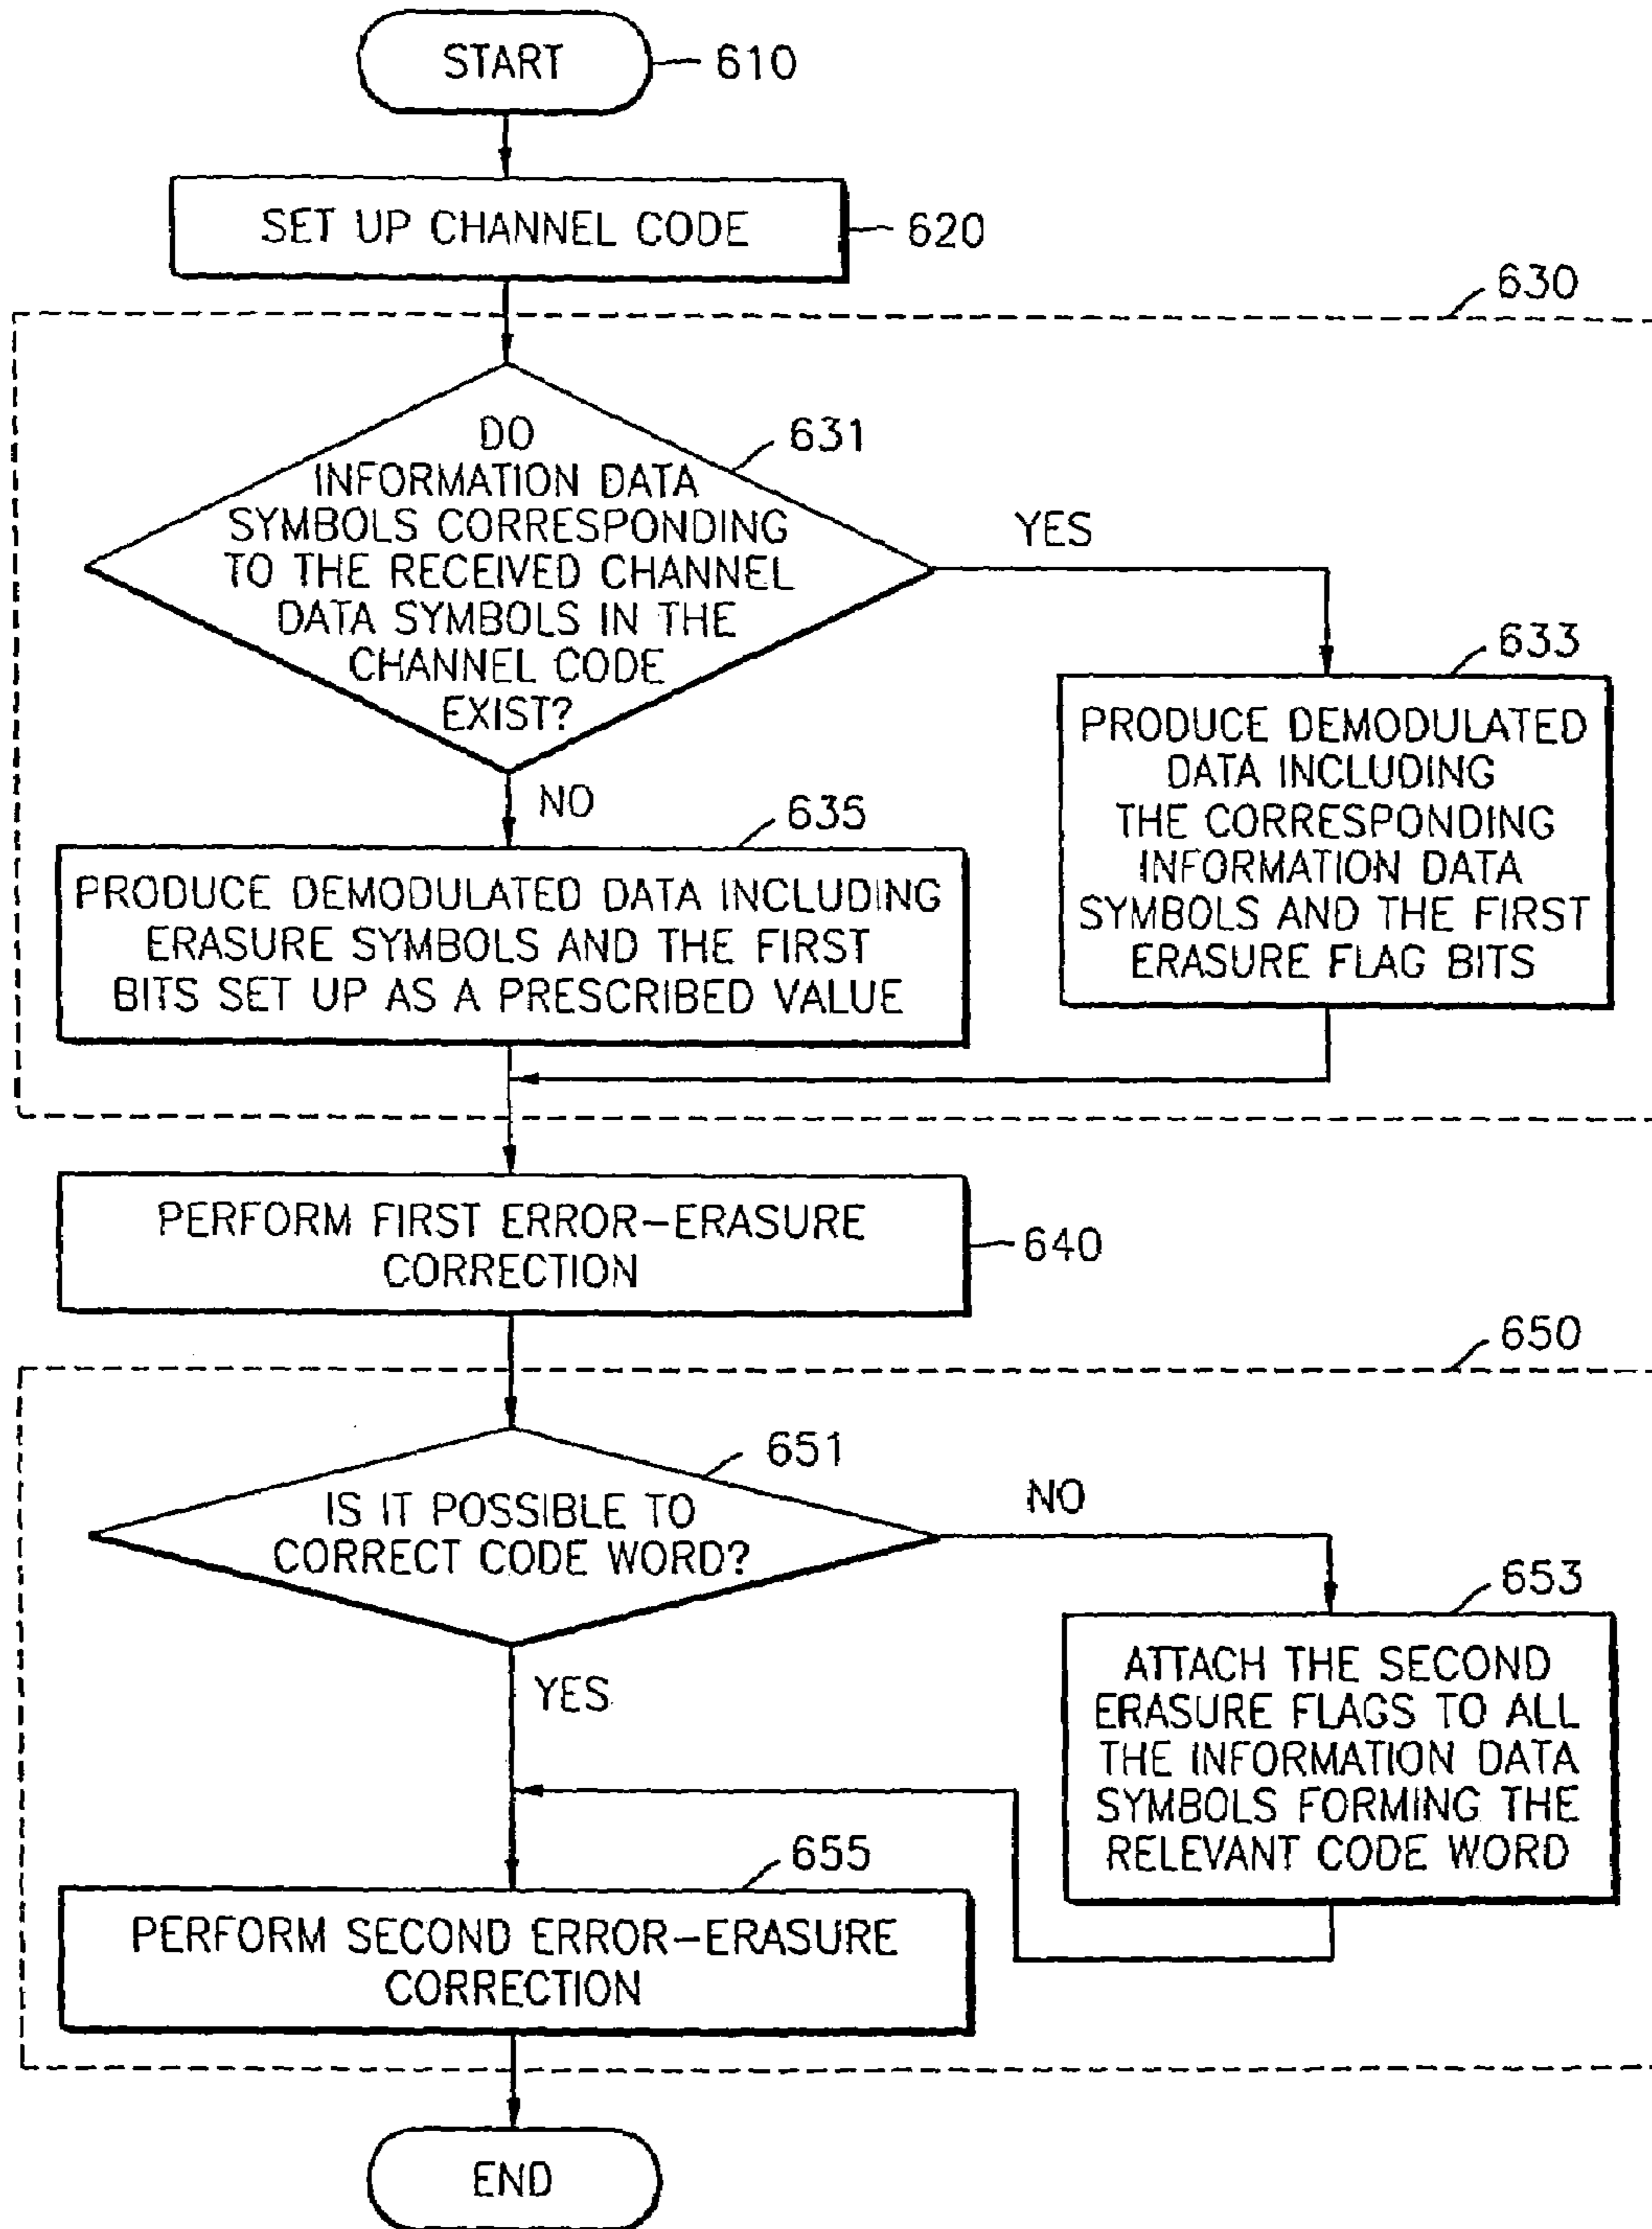 START
610
SET UP CHANNEL CODE
620
630
DO
INFORMATION DATA
SYMBOLS CORRESPONDING
TO THE RECEIVED CHANNEL
DATA SYMBOLS IN THE
CHANNEL CODE
EXIST?
631
YES
NO
633
PRODUCE DEMODULATED
DATA INCLUDING
THE CORRESPONDING
INFORMATION DATA
SYMBOLS AND THE FIRST
ERASURE FLAG BITS
635
PRODUCE DEMODULATED DATA INCLUDING
ERASURE SYMBOLS AND THE FIRST
BITS SET UP AS A PRESCRIBED VALUE
PERFORM FIRST ERROR-ERASURE
CORRECTION
640
650
IS IT POSSIBLE TO
CORRECT CODE WORD?
651
NO
YES
653
ATTACH THE SECOND
ERASURE FLAGS TO ALL
THE INFORMATION DATA
SYMBOLS FORMING THE
RELEVANT CODE WORD
655
PERFORM SECOND ERROR-ERASURE
CORRECTION
END